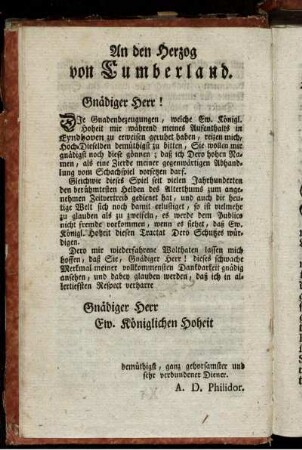 An den Herzog
von Cumberland.
Gnädiger Herr!
Die Gnadenbezeugungen, welche Ew. Königl.
Hoheit mir während meines Aufenthalts in
Eyndhoven zu erweisen geruhet haben, reizen mich,
Hoch-Dieselden demüthigst zu bitten, Sie wollen mir
gnädigst noch diese gönnen; daß ich Dero hohen Na-
men, als eine Zierde meiner gegenwärtigen Abhand-
lung vom Schachspiel vorsetzen darf.
Gleichwie dieses Spiel seit vielen Jahrhunderten
den berühmtesten Helden des Alterthums zum ange-
nehmen Zeitvertreib gedienet hat, und auch die heu-
tige Welt sich noch damit erlustiget, so ist vielmehr
zu glauben als zu zweifeln, es werde dem Publico
nicht fremde vorkommen, wenn es siehet, daß Ew.
Königl. Hoheit diesen Tractat Dero Schutzes wür-
digen.
Dero mir wiederfahrene Wolthaten lassen mich
hoffen, daß Sie, Gnädiger Herr! dieses schwache
Merkmal meiner vollkommensten Dankbarkeit gnädig
ansehen, und dabey glauben werden, daß ich in al-
lertiefsten Respect verharre
Gnädiger Herr
Ew. Königlichen Hoheit
demüthigst, ganz gehorsamster und
sehr verbundener Diener.
A. D. Philidor.